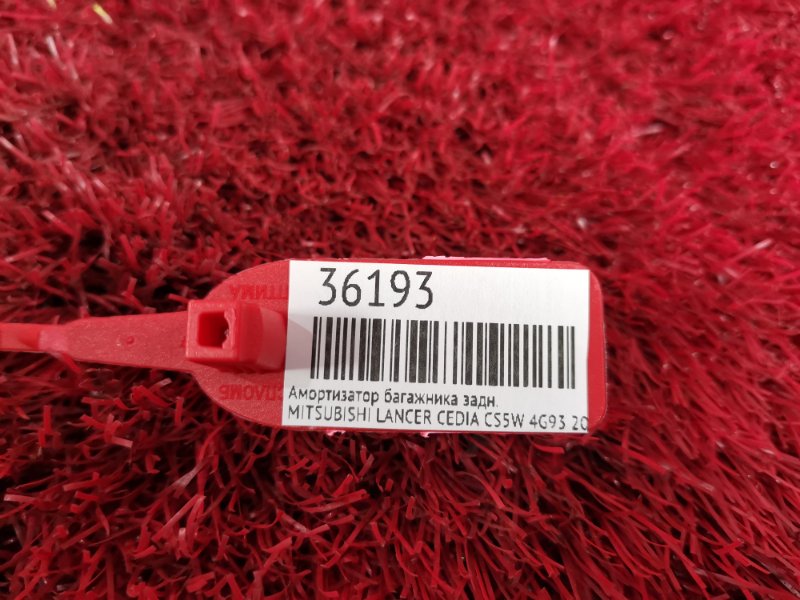 36193
Амортизатор багажника задн.
MITSUBISHI LANCER CEDIA CS5W 4G93 20